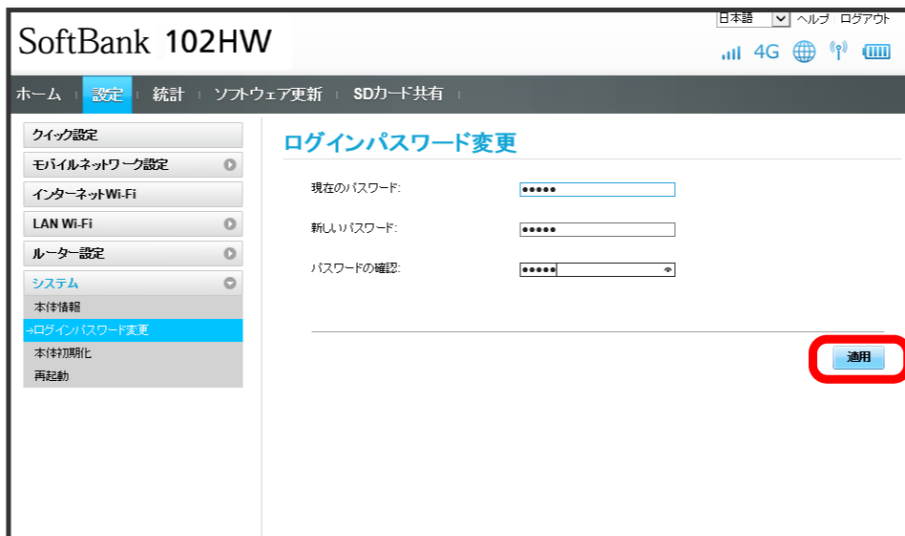 日本語 ヘルプ ログアウト
SoftBank 102HW
4G
ホーム 設定 統計 ソフトウェア更新 SDカード共有
クイック設定
モバイルネットワーク設定
インターネットWi-Fi
LAN Wi-Fi
ルーター設定
システム
本体情報
→ログインパスワード変更
本体初期化
再起動
ログインパスワード変更
現在のパスワード: •••••
新しいパスワード: •••••
パスワードの確認: •••••
適用